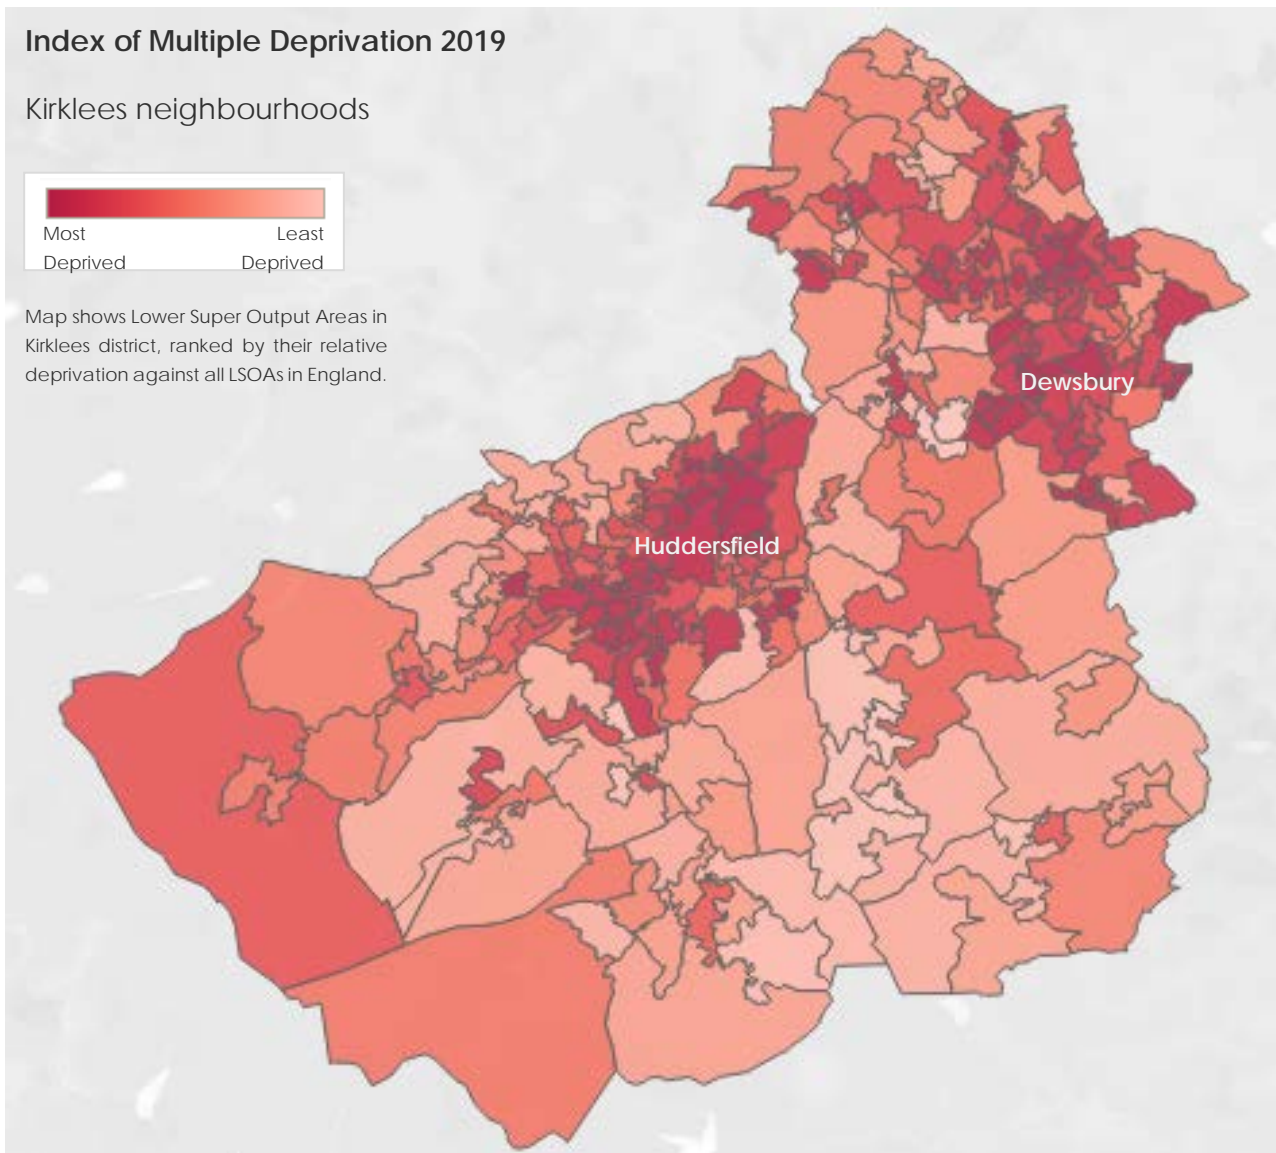 Index of Multiple Deprivation 2019
Kirklees neighbourhoods
Most Least
Deprived Deprived
Map shows Lower Super Output Areas in
Kirklees district, ranked by their relative
deprivation against all LSOAs in England.
Dewsbury
Huddersfield